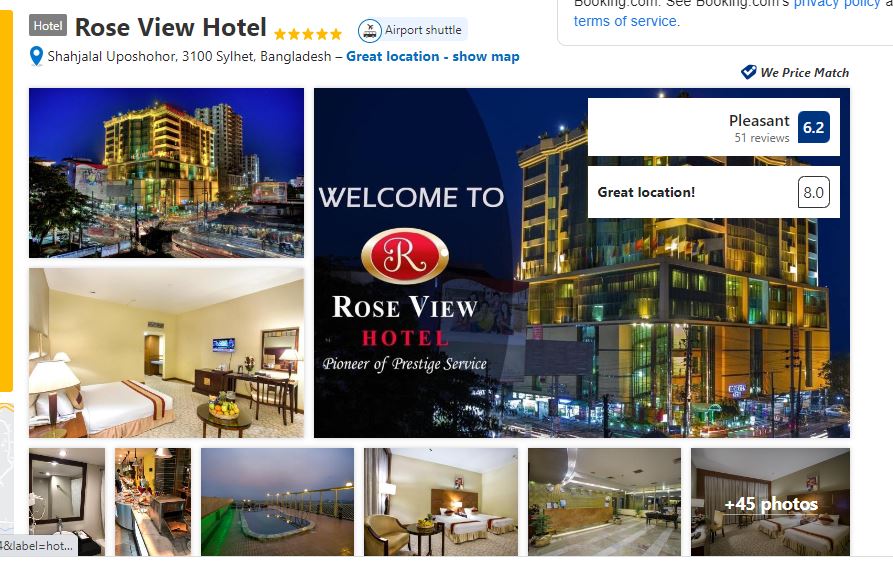 Booking.com. See Booking.com's privacy policy a
terms of service.
Hotel Rose View Hotel Airport shuttle
Shahjalal Uposhohor, 3100 Sylhet, Bangladesh – Great location - show map
We Price Match
Pleasant 6.2
51 reviews
Great location! 8.0
WELCOME TO
R
ROSE VIEW
HOTEL
Pioneer of Prestige Service
+45 photos
4&label=hot...